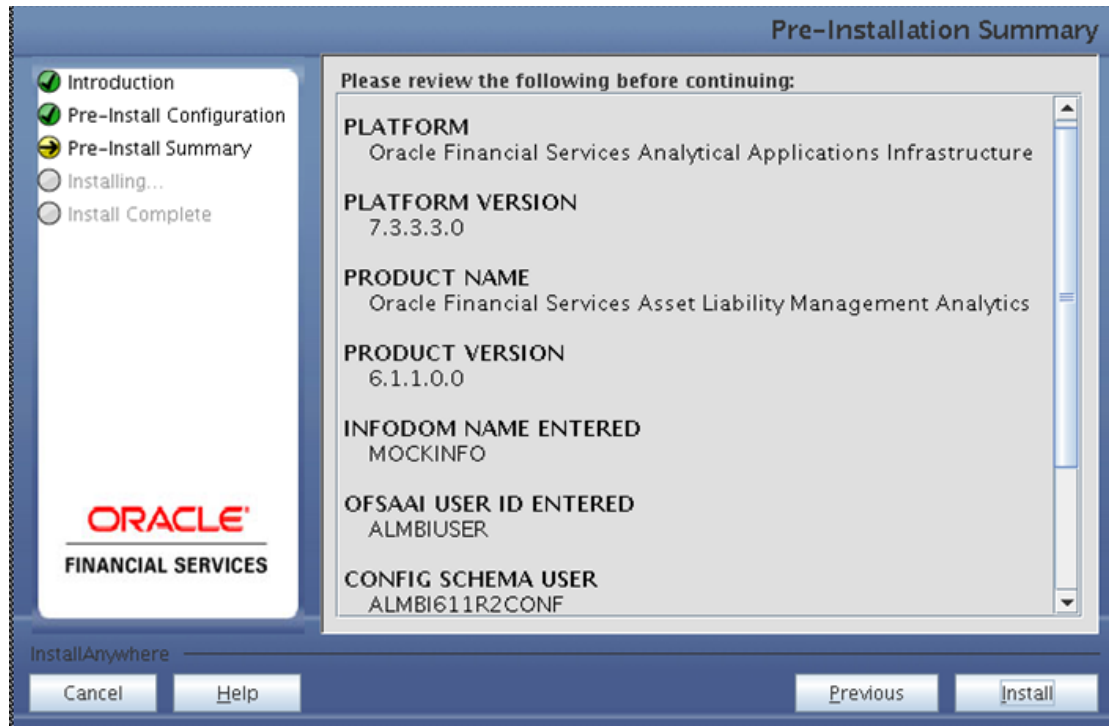 Pre-Installation Summary
Introduction
Pre-Install Configuration
Pre-Install Summary
Installing...
Install Complete
ORACLE
FINANCIAL SERVICES
Please review the following before continuing:
PLATFORM
Oracle Financial Services Analytical Applications Infrastructure
PLATFORM VERSION
7.3.3.3.0
PRODUCT NAME
Oracle Financial Services Asset Liability Management Analytics
PRODUCT VERSION
6.1.1.0.0
INFODOM NAME ENTERED
MOCKINFO
OFSAAI USER ID ENTERED
ALMBIUSER
CONFIG SCHEMA USER
ALMBI611R2CONF
InstallAnywhere
Cancel
Help
Previous
Install